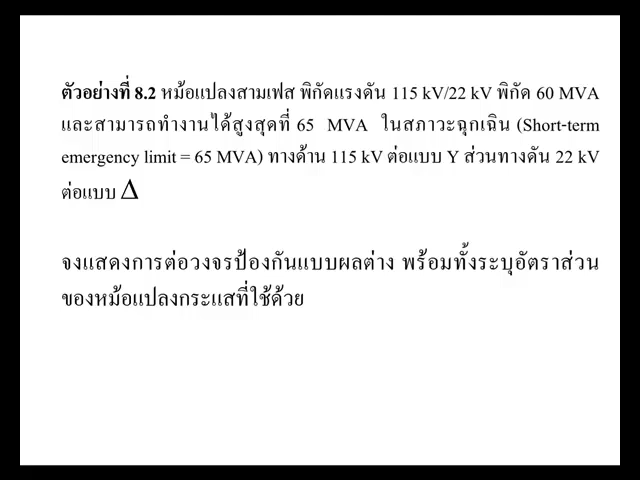 ตัวอย่างที่ 8.2 หม้อแปลงสามเฟส พิกัดแรงดัน 115 kV/22 kV พิกัด 60 MVA
และสามารถทำงานได้สูงสุดที่ 65 MVA ในสภาวะฉุกเฉิน (Short-term
emergency limit = 65 MVA) ทางด้าน 115 kV ต่อแบบ Y ส่วนทางดัน 22 kV
ต่อแบบ Δ
จงแสดงการต่อวงจรป้องกันแบบผลต่าง พร้อมทั้งระบุอัตราส่วน
ของหม้อแปลงกระแสที่ใช้ด้วย